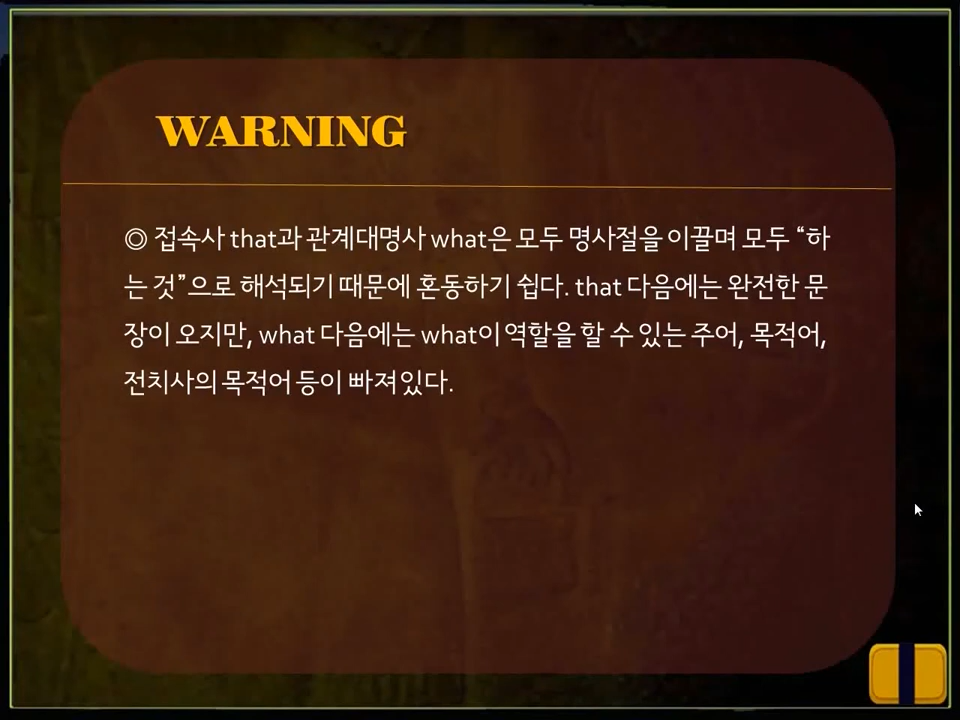 WARNING
◎ 접속사 that과 관계대명사 what은 모두 명사절을 이끌며 모두 “하
는 것”으로 해석되기 때문에 혼동하기 쉽다. that 다음에는 완전한 문
장이 오지만, what 다음에는 what이 역할을 할 수 있는 주어, 목적어,
전치사의 목적어 등이 빠져있다.